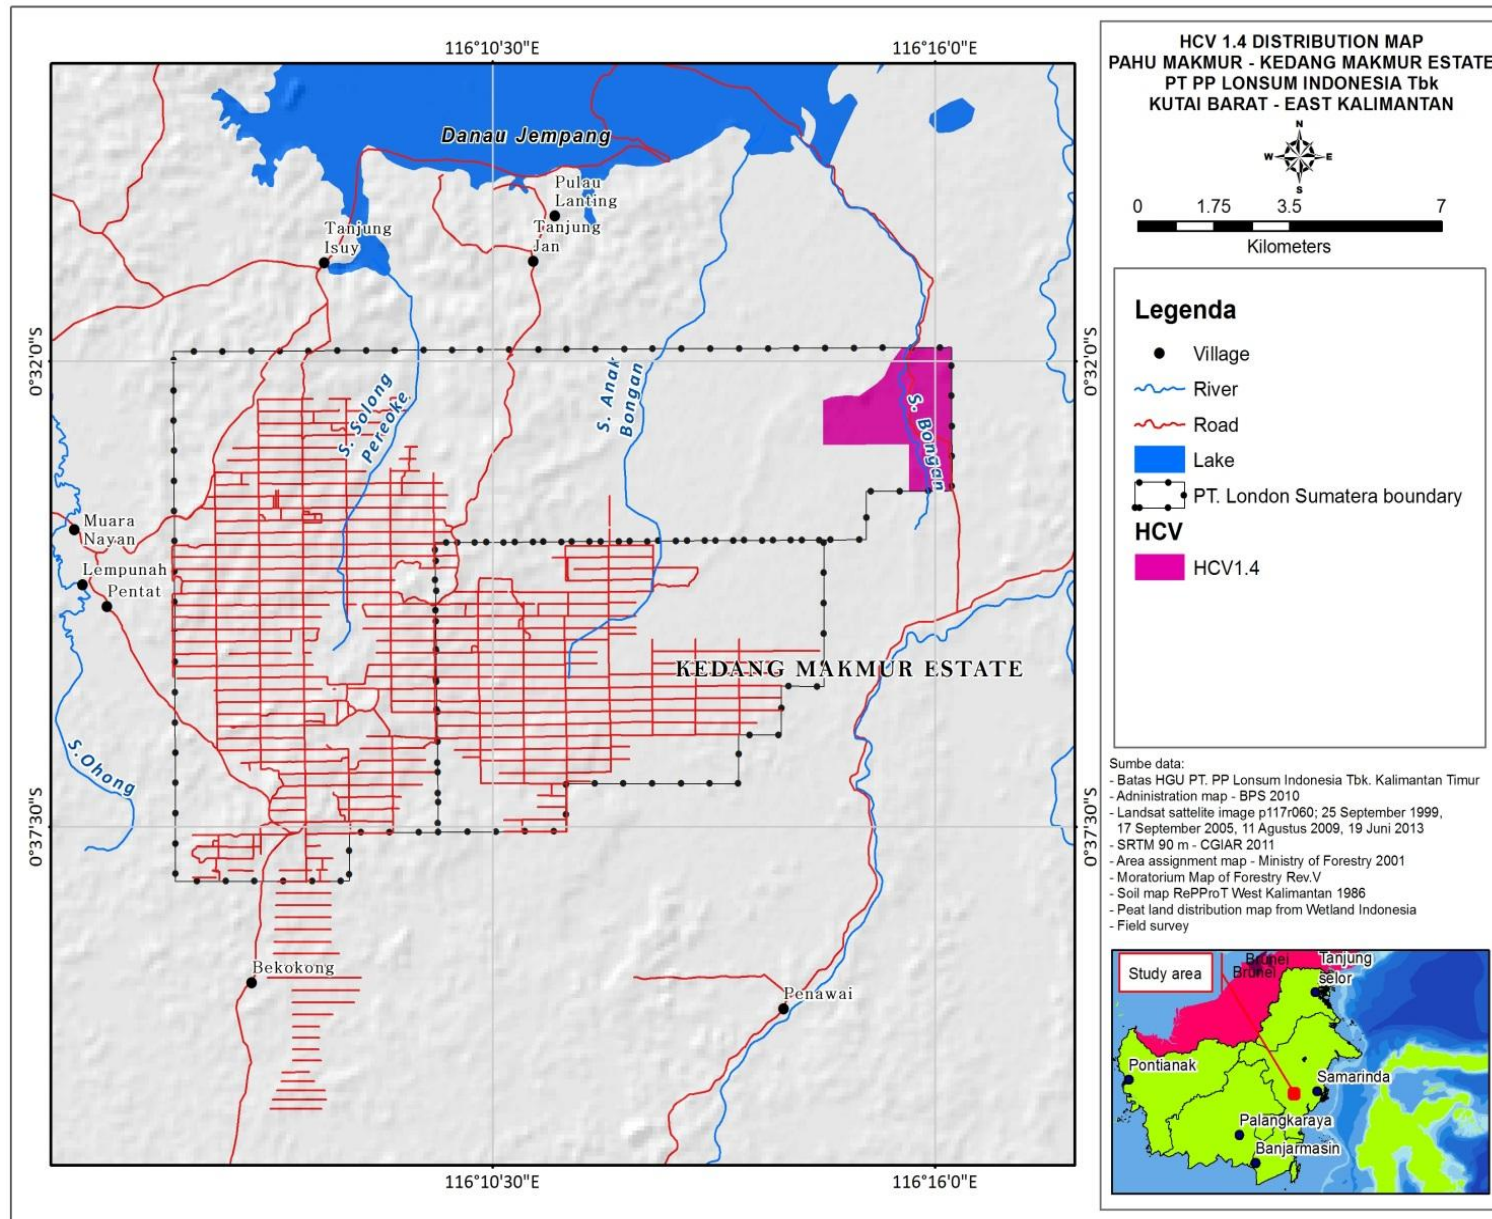 HCV 1.4 DISTRIBUTION MAP
PAHU MAKMUR - KEDANG MAKMUR ESTATE
PT PP LONSUM INDONESIA Tbk
KUTAI BARAT - EAST KALIMANTAN
N
W E
S
0 1.75 3.5 7
Kilometers
Legenda
Village
River
Road
Lake
PT. London Sumatera boundary
HCV
HCV1.4
Sumbe data:
- Batas HGU PT. PP Lonsum Indonesia Tbk. Kalimantan Timur
- Administration map - BPS 2010
- Landsat sattelite image p117r060; 25 September 1999,
17 September 2005, 11 Agustus 2009, 19 Juni 2013
- SRTM 90 m - CGIAR 2011
- Area assignment map - Ministry of Forestry 2001
- Moratorium Map of Forestry Rev.V
- Soil map RePProT West Kalimantan 1986
- Peat land distribution map from Wetland Indonesia
- Field survey
Study area
Brunei
Brunei
Tanjung
selor
Pontianak
Samarinda
Palangkaraya
Banjarmasin
116°10'30"E 116°16'0"E
0°32'0"S 0°32'0"S
0°37'30"S 0°37'30"S
116°10'30"E 116°16'0"E
Danau Jempang
Pulau
Lanting
Tanjung
Jan
Tanjung
Isuy
S. Solong
Pereoke
S. Anak
Bongan
S. Bongan
Muara
Nayan
Lempunah
Pentat
KEDANG MAKMUR ESTATE
S.Ohong
Bekokong
Penawai